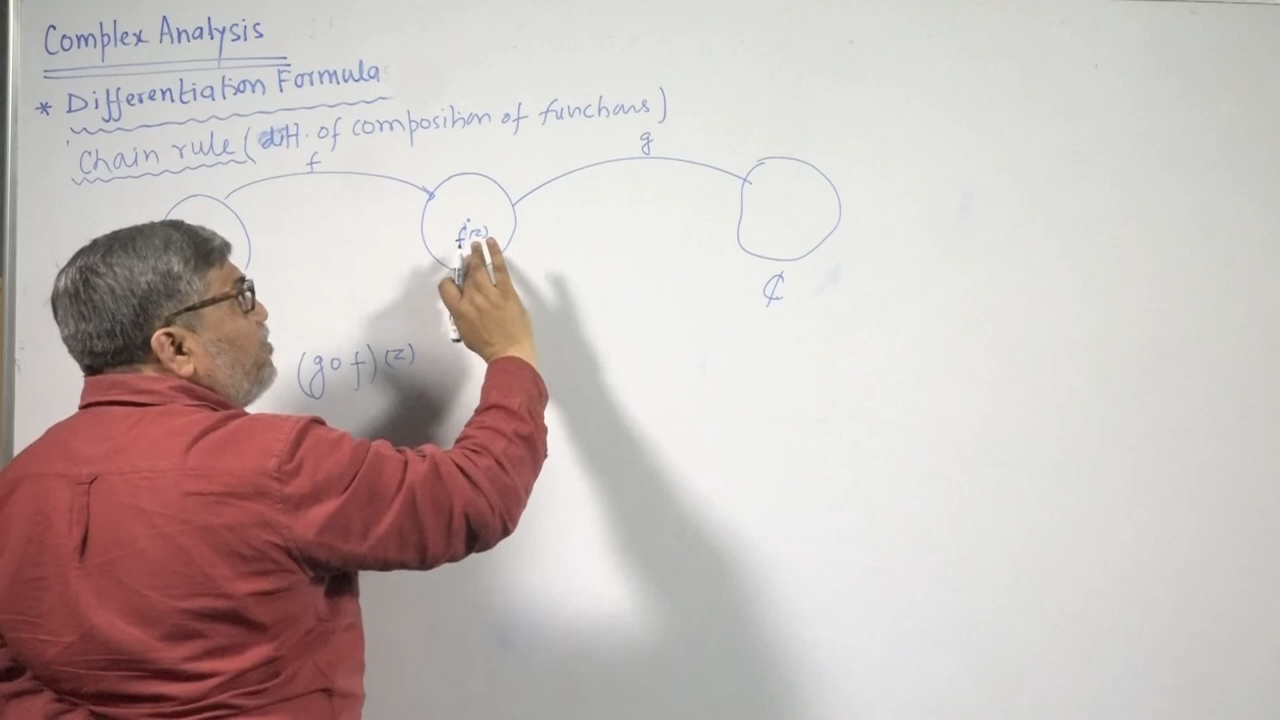 Complex Analysis
* Differentiation Formula
Chain rule (diff. of composition of functions)
f
g
f(z)
₵
(g∘f)(z)